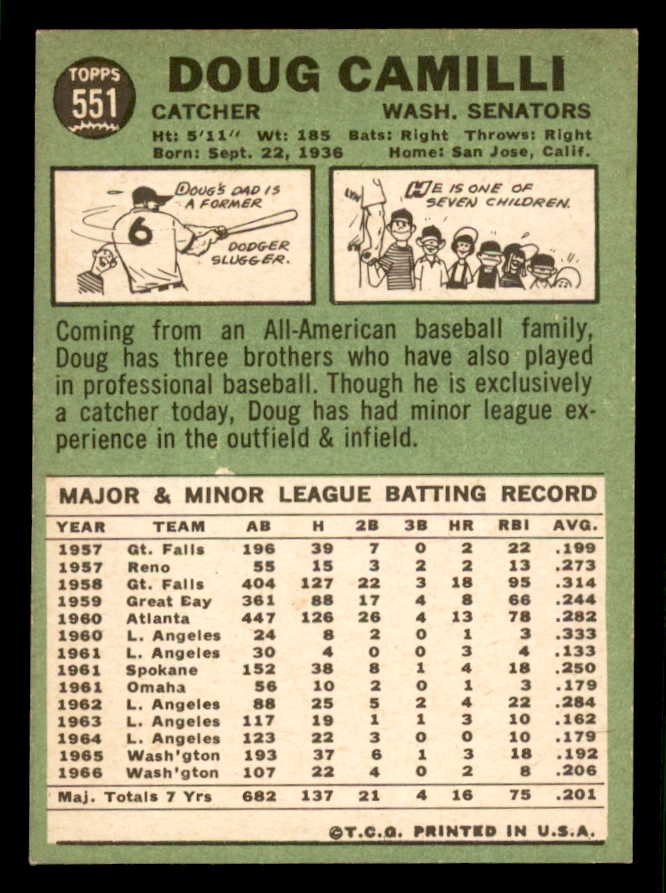 TOPPS
551
DOUG CAMILLI
CATCHER WASH. SENATORS
Ht: 5'11" Wt: 185 Bats: Right Throws: Right
Born: Sept. 22, 1936 Home: San Jose, Calif.
DOUG'S DAD IS
A FORMER
6
DODGER
SLUGGER.
HE IS ONE OF
SEVEN CHILDREN.
Coming from an All-American baseball family,
Doug has three brothers who have also played
in professional baseball. Though he is exclusively
a catcher today, Doug has had minor league ex-
perience in the outfield & infield.
MAJOR & MINOR LEAGUE BATTING RECORD
YEAR TEAM AB H 2B 3B HR RBI AVG.
1957 Gt. Falls 196 39 7 0 2 22 .199
1957 Reno 55 15 3 2 2 13 .273
1958 Gt. Falls 404 127 22 3 18 95 .314
1959 Great Bay 361 88 17 4 8 66 .244
1960 Atlanta 447 126 26 4 13 78 .282
1960 L. Angeles 24 8 2 0 1 3 .333
1961 L. Angeles 30 4 0 0 3 4 .133
1961 Spokane 152 38 8 1 4 18 .250
1961 Omaha 56 10 2 0 1 3 .179
1962 L. Angeles 88 25 5 2 4 22 .284
1963 L. Angeles 117 19 1 1 3 10 .162
1964 L. Angeles 123 22 3 0 0 10 .179
1965 Wash'gton 193 37 6 1 3 18 .192
1966 Wash'gton 107 22 4 0 2 8 .206
Maj. Totals 7 Yrs 682 137 21 4 16 75 .201
©T.C.G. PRINTED IN U.S.A.